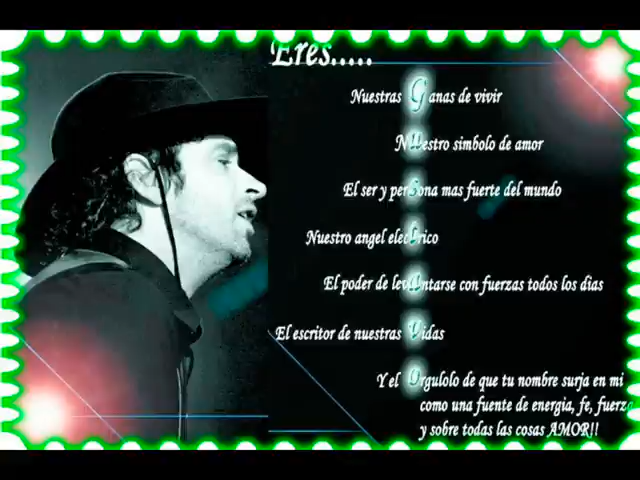 Eres.....
Nuestras Ganas de vivir
Nuestro simbolo de amor
El ser y persona mas fuerte del mundo
Nuestro angel electrico
El poder de levantarse con fuerzas todos los dias
El escritor de nuestras Vidas
Y el Orgulolo de que tu nombre surja en mi
como una fuente de energia, fe, fuerza
y sobre todas las cosas AMOR!!